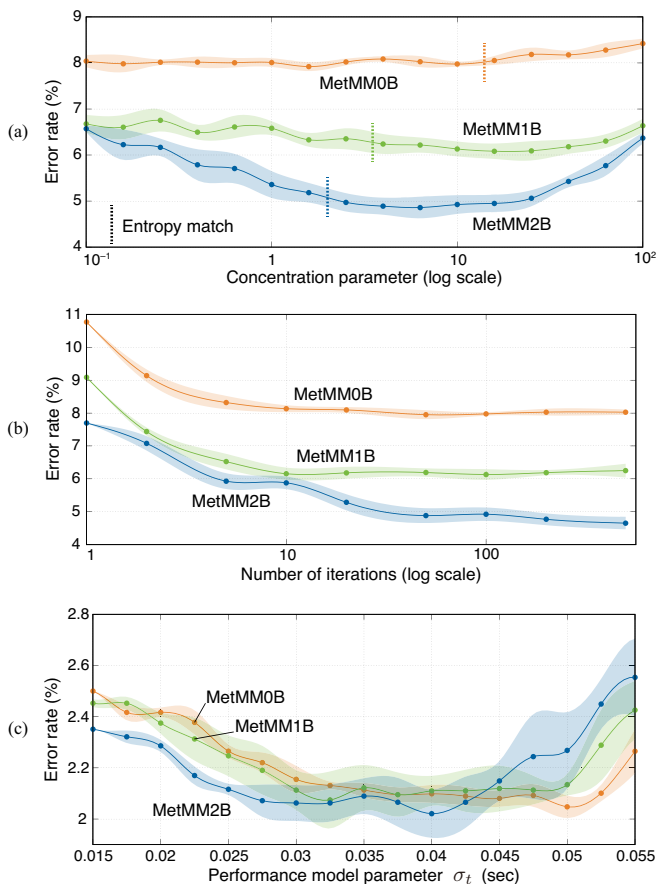 (a)
Error rate (%)
9
8
7
6
5
4
MetMM0B
MetMM1B
MetMM2B
Entropy match
10⁻¹
1
10
10²
Concentration parameter (log scale)
(b)
Error rate (%)
11
10
9
8
7
6
5
4
MetMM0B
MetMM1B
MetMM2B
1
10
100
Number of iterations (log scale)
(c)
Error rate (%)
2.8
2.6
2.4
2.2
2
MetMM0B
MetMM1B
MetMM2B
0.015 0.02 0.025 0.03 0.035 0.04 0.045 0.05 0.055
Performance model parameter σₜ (sec)